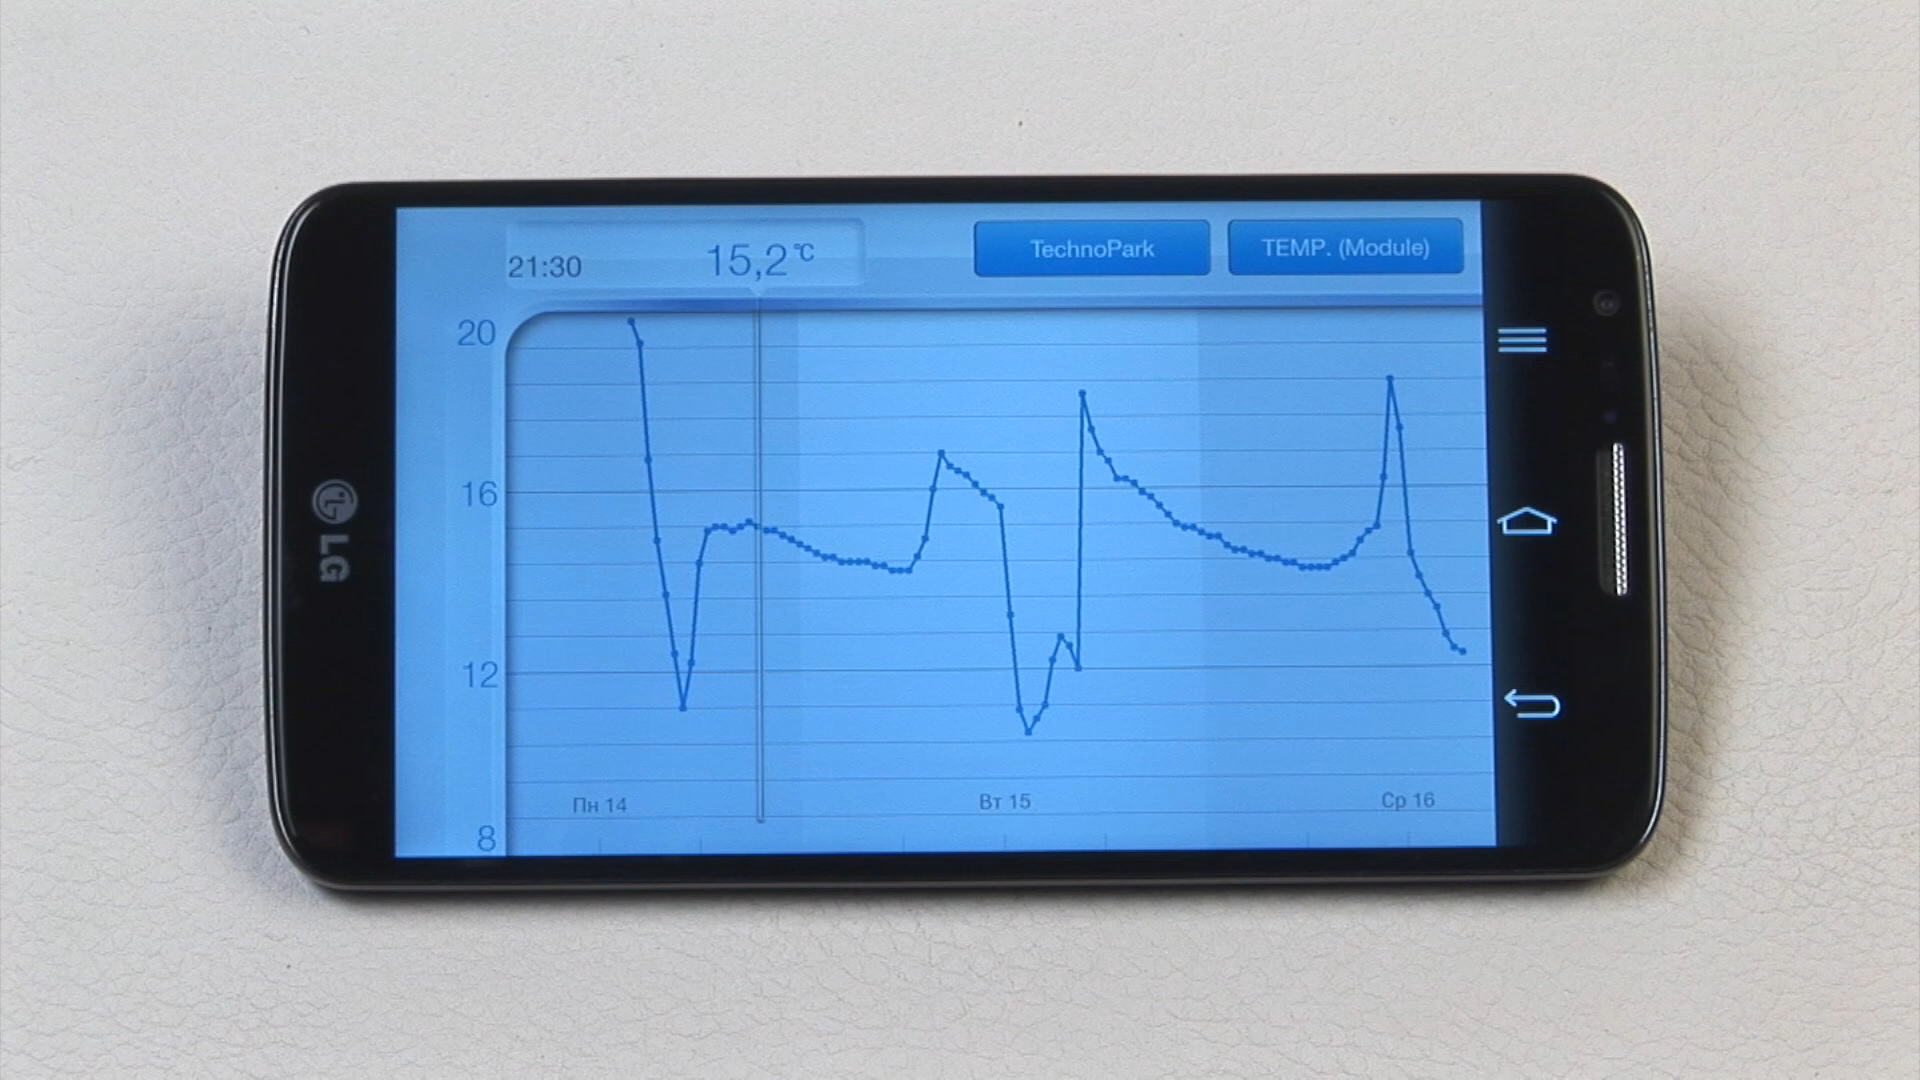 21:30
15,2°C
TechnoPark
TEMP. (Module)
20
16
12
8
Пн 14
Вт 15
Ср 16
LG